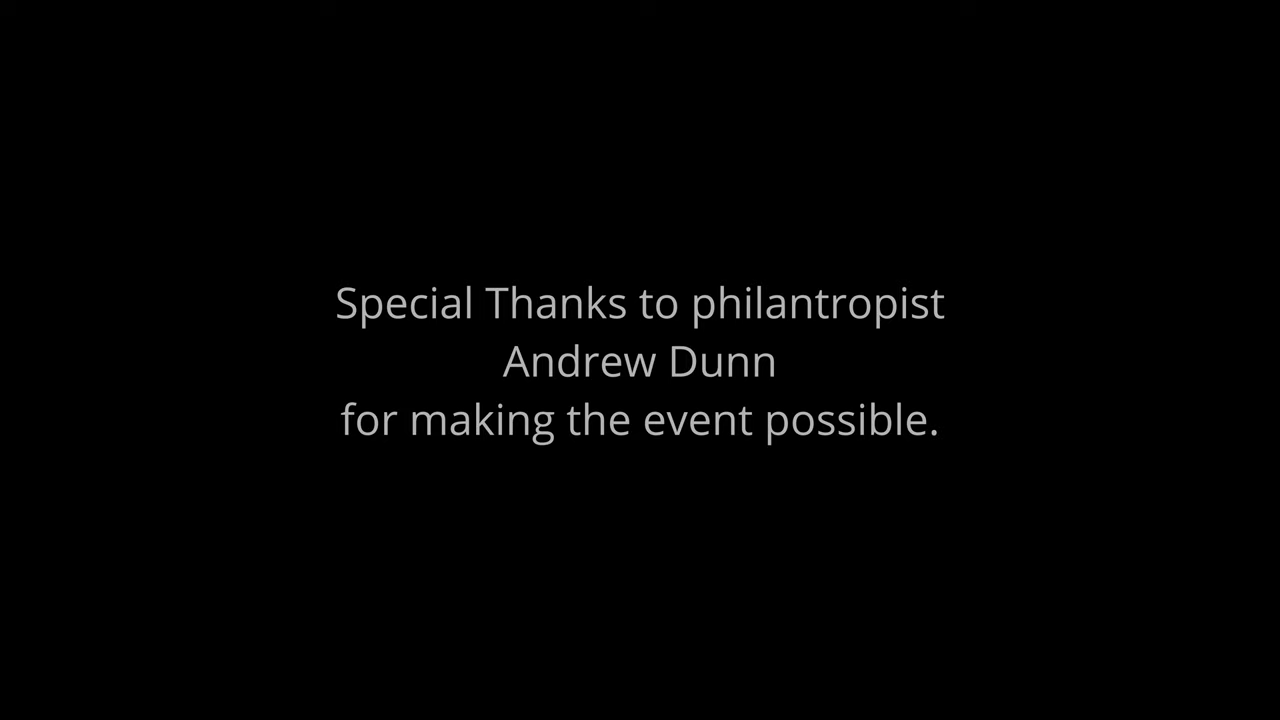 Special Thanks to philantropist
Andrew Dunn
for making the event possible.